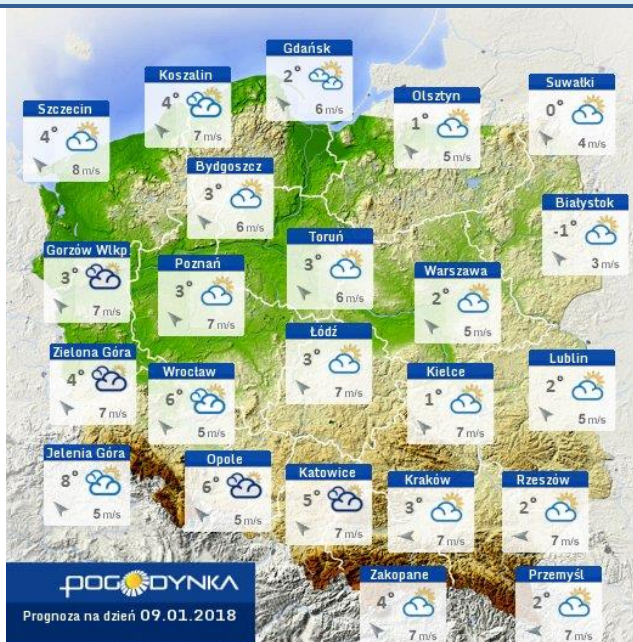 Gdańsk
2°
6 m/s
Koszalin
4°
7 m/s
Suwałki
0°
4 m/s
Olsztyn
1°
5 m/s
Szczecin
4°
8 m/s
Bydgoszcz
3°
6 m/s
Białystok
-1°
3 m/s
Toruń
3°
6 m/s
Gorzów Wlkp
3°
7 m/s
Poznań
3°
7 m/s
Warszawa
2°
5 m/s
Łódź
3°
7 m/s
Zielona Góra
4°
7 m/s
Lublin
2°
5 m/s
Wrocław
6°
5 m/s
Kielce
1°
7 m/s
Jelenia Góra
8°
5 m/s
Opole
6°
5 m/s
Katowice
5°
7 m/s
Kraków
3°
7 m/s
Rzeszów
2°
7 m/s
Zakopane
4°
7 m/s
Przemyśl
2°
7 m/s
POGODYNKA
Prognoza na dzień 09.01.2018